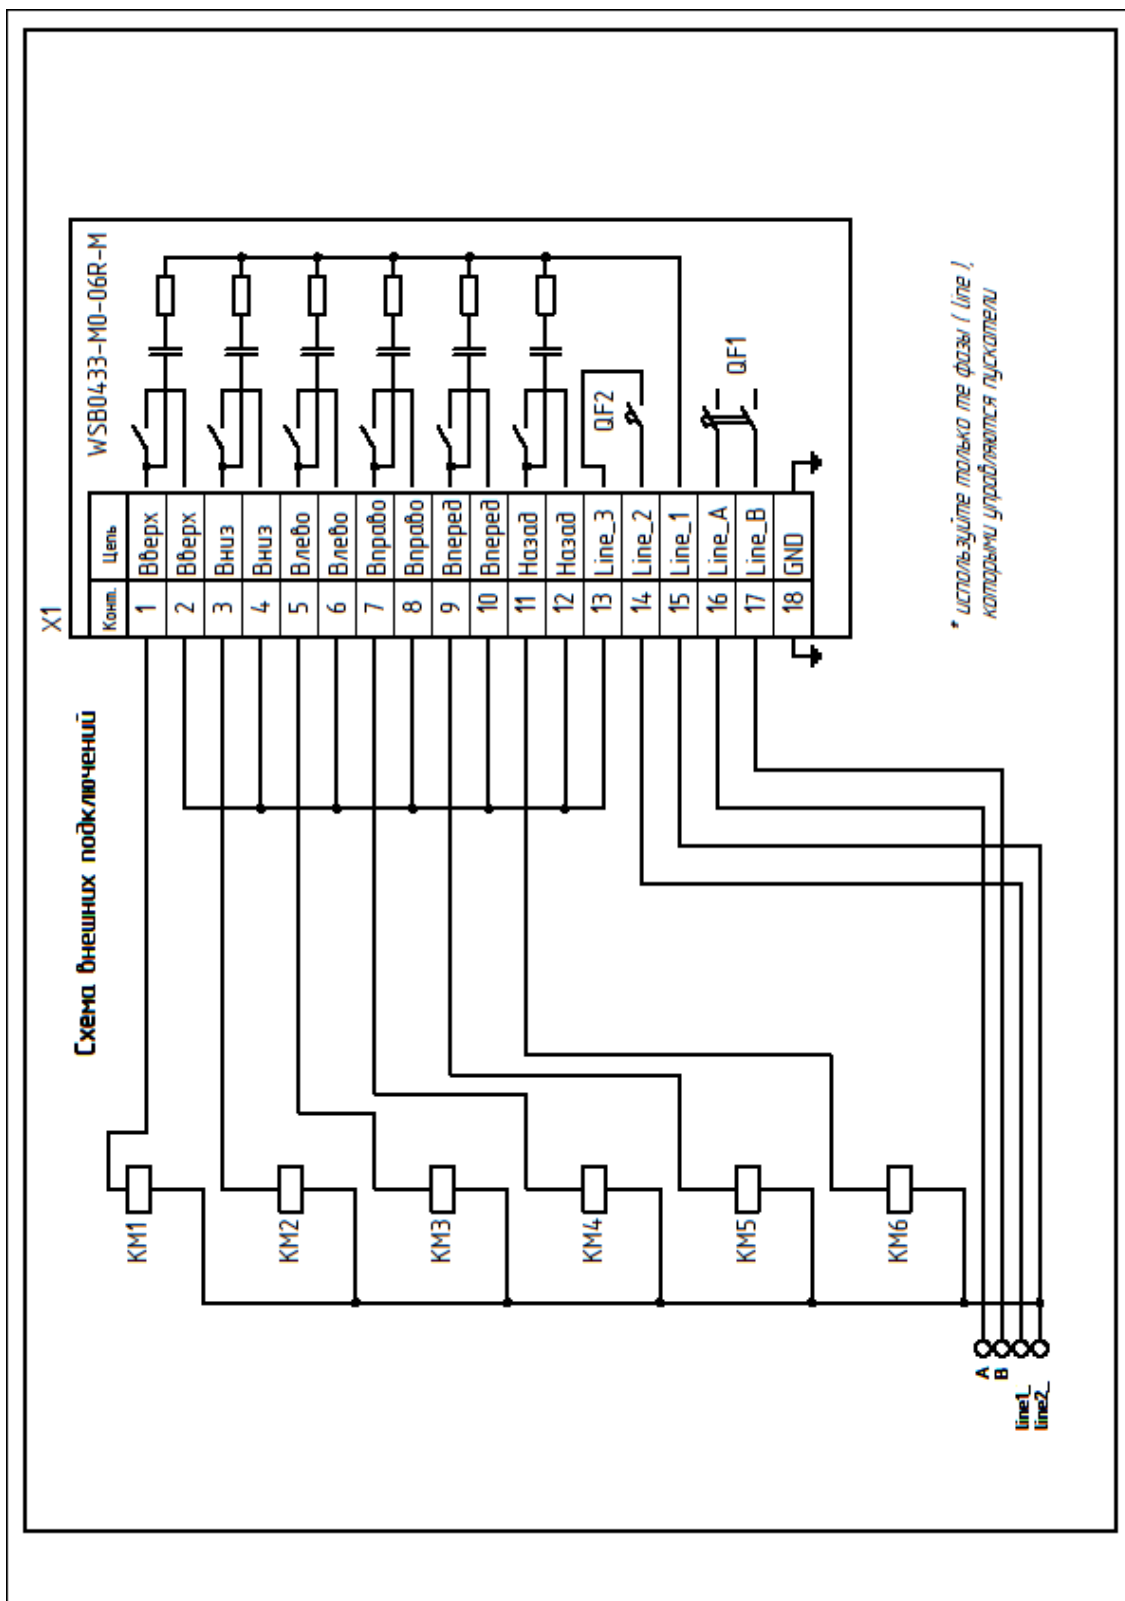 Схема внешних подключений
X1
WSB0433-M0-06R-M
Конт. Цепь
1 Вверх
2 Вверх
3 Вниз
4 Вниз
5 Влево
6 Влево
7 Вправо
8 Вправо
9 Вперед
10 Вперед
11 Назад
12 Назад
13 Line_3
14 Line_2
15 Line_1
16 Line_A
17 Line_B
18 GND
QF2
QF1
KM1
KM2
KM3
KM4
KM5
KM6
A
B
line1_
line2_
* используйте только те фазы ( line ),
которыми управляются пускатели